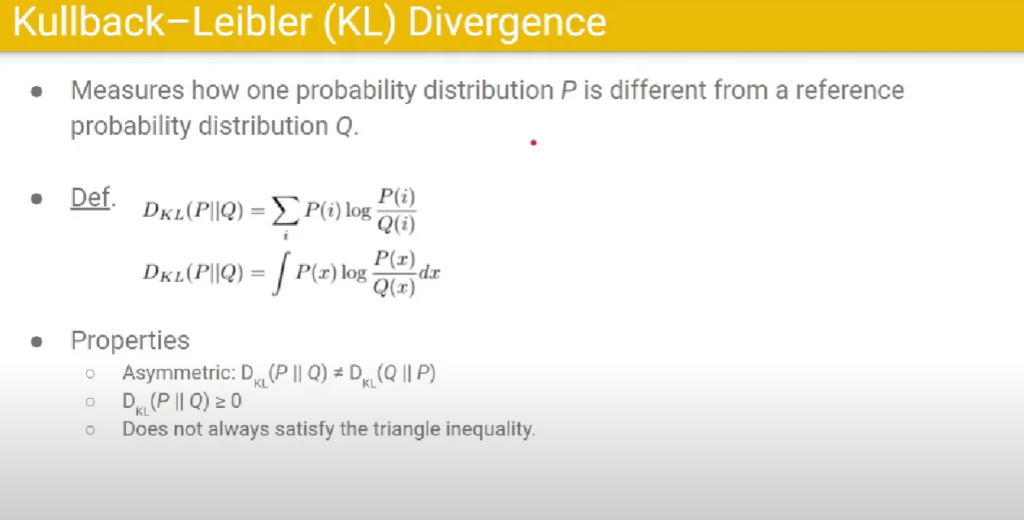 Kullback–Leibler (KL) Divergence
● Measures how one probability distribution P is different from a reference
probability distribution Q.
● Def. D_{KL}(P||Q) = \sum_i P(i) log \frac{P(i)}{Q(i)}
D_{KL}(P||Q) = \int P(x) log \frac{P(x)}{Q(x)} dx
● Properties
○ Asymmetric: D_{KL}(P || Q) ≠ D_{KL}(Q || P)
○ D_{KL}(P || Q) ≥ 0
○ Does not always satisfy the triangle inequality.